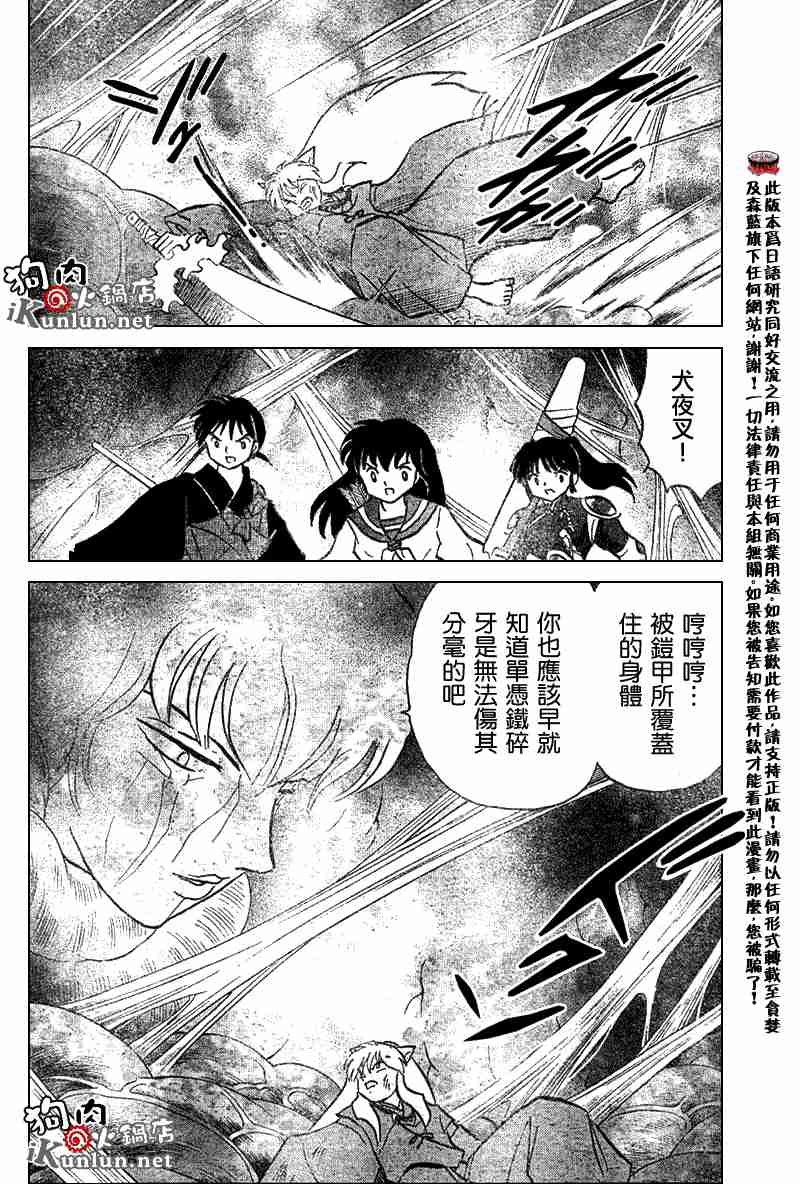 犬夜叉！
哼哼哼…
被鎧甲所覆蓋
住的身體
你也應該早就
知道單憑鐵碎
牙是無法傷其
分毫的吧
此版本爲日語研究同好交流之用，請勿用于任何商業用途。如您喜歡此作品，請支持正版！請勿以任何形式轉載至貪婪
及森藍旗下任何網站，謝謝！一切法律責任與本組無關。如果您被告知需要付款才能看到此漫畫，那麼，您被騙了！
狗肉
火鍋店
iKunlun.net
狗肉
火鍋店
iKunlun.net